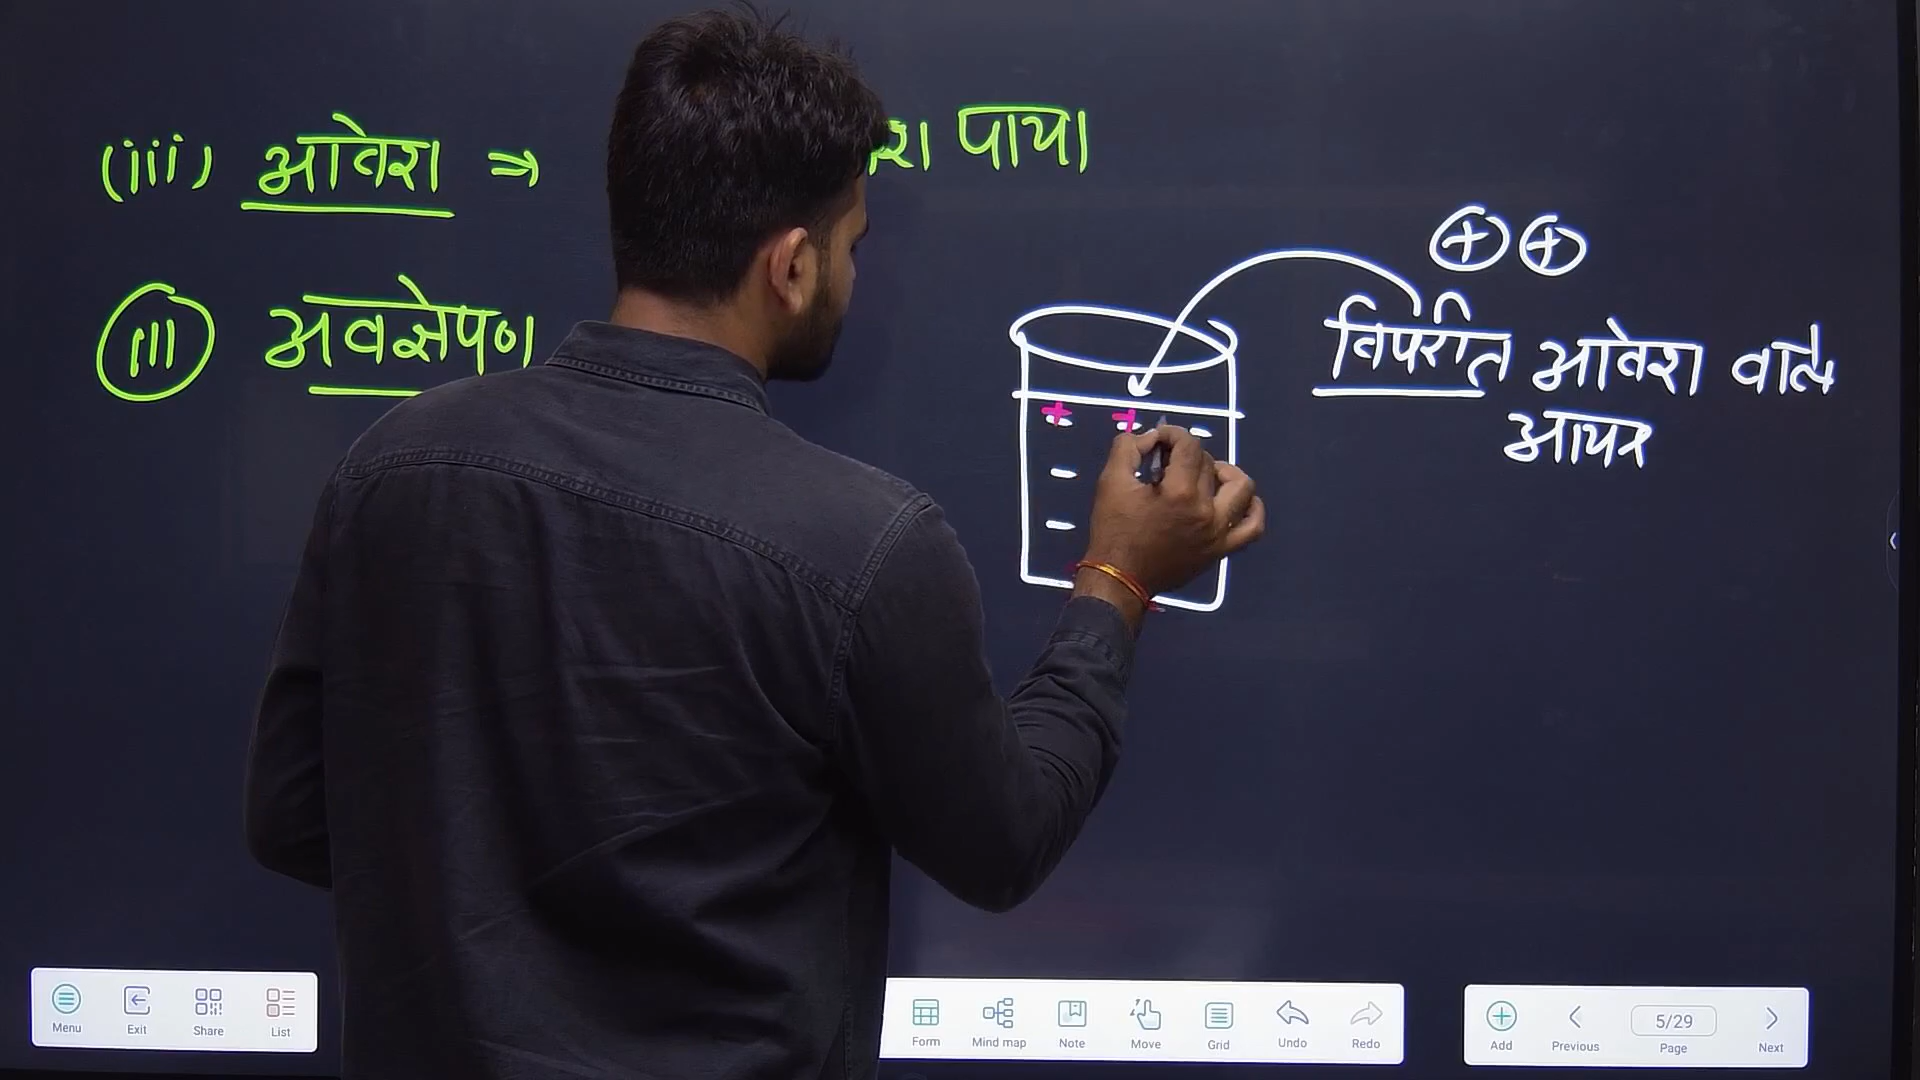 (iii) आवेश ⇒ पाया
(iii) अवक्षेपण
+ +
विपरीत आवेश वाले
आयन
+ +
- - -
-
-
Menu Exit Share List
Form Mind map Note Move Grid Undo Redo
Add Previous 5/29 Page Next